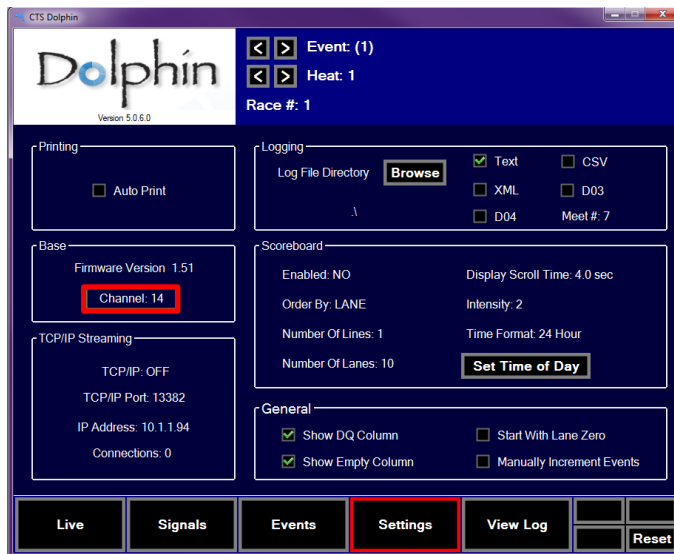 CTS Dolphin
Dolphin
Version 5.0.6.0
< > Event: (1)
< > Heat: 1
Race #: 1
Printing
Auto Print
Logging
Log File Directory Browse
.\
Text CSV
XML D03
D04 Meet #: 7
Base
Firmware Version 1.51
Channel: 14
Scoreboard
Enabled: NO Display Scroll Time: 4.0 sec
Order By: LANE Intensity: 2
Number Of Lines: 1 Time Format: 24 Hour
Number Of Lanes: 10 Set Time of Day
TCP/IP Streaming
TCP/IP: OFF
TCP/IP Port: 13382
IP Address: 10.1.1.94
Connections: 0
General
Show DQ Column Start With Lane Zero
Show Empty Column Manually Increment Events
Live Signals Events Settings View Log Reset